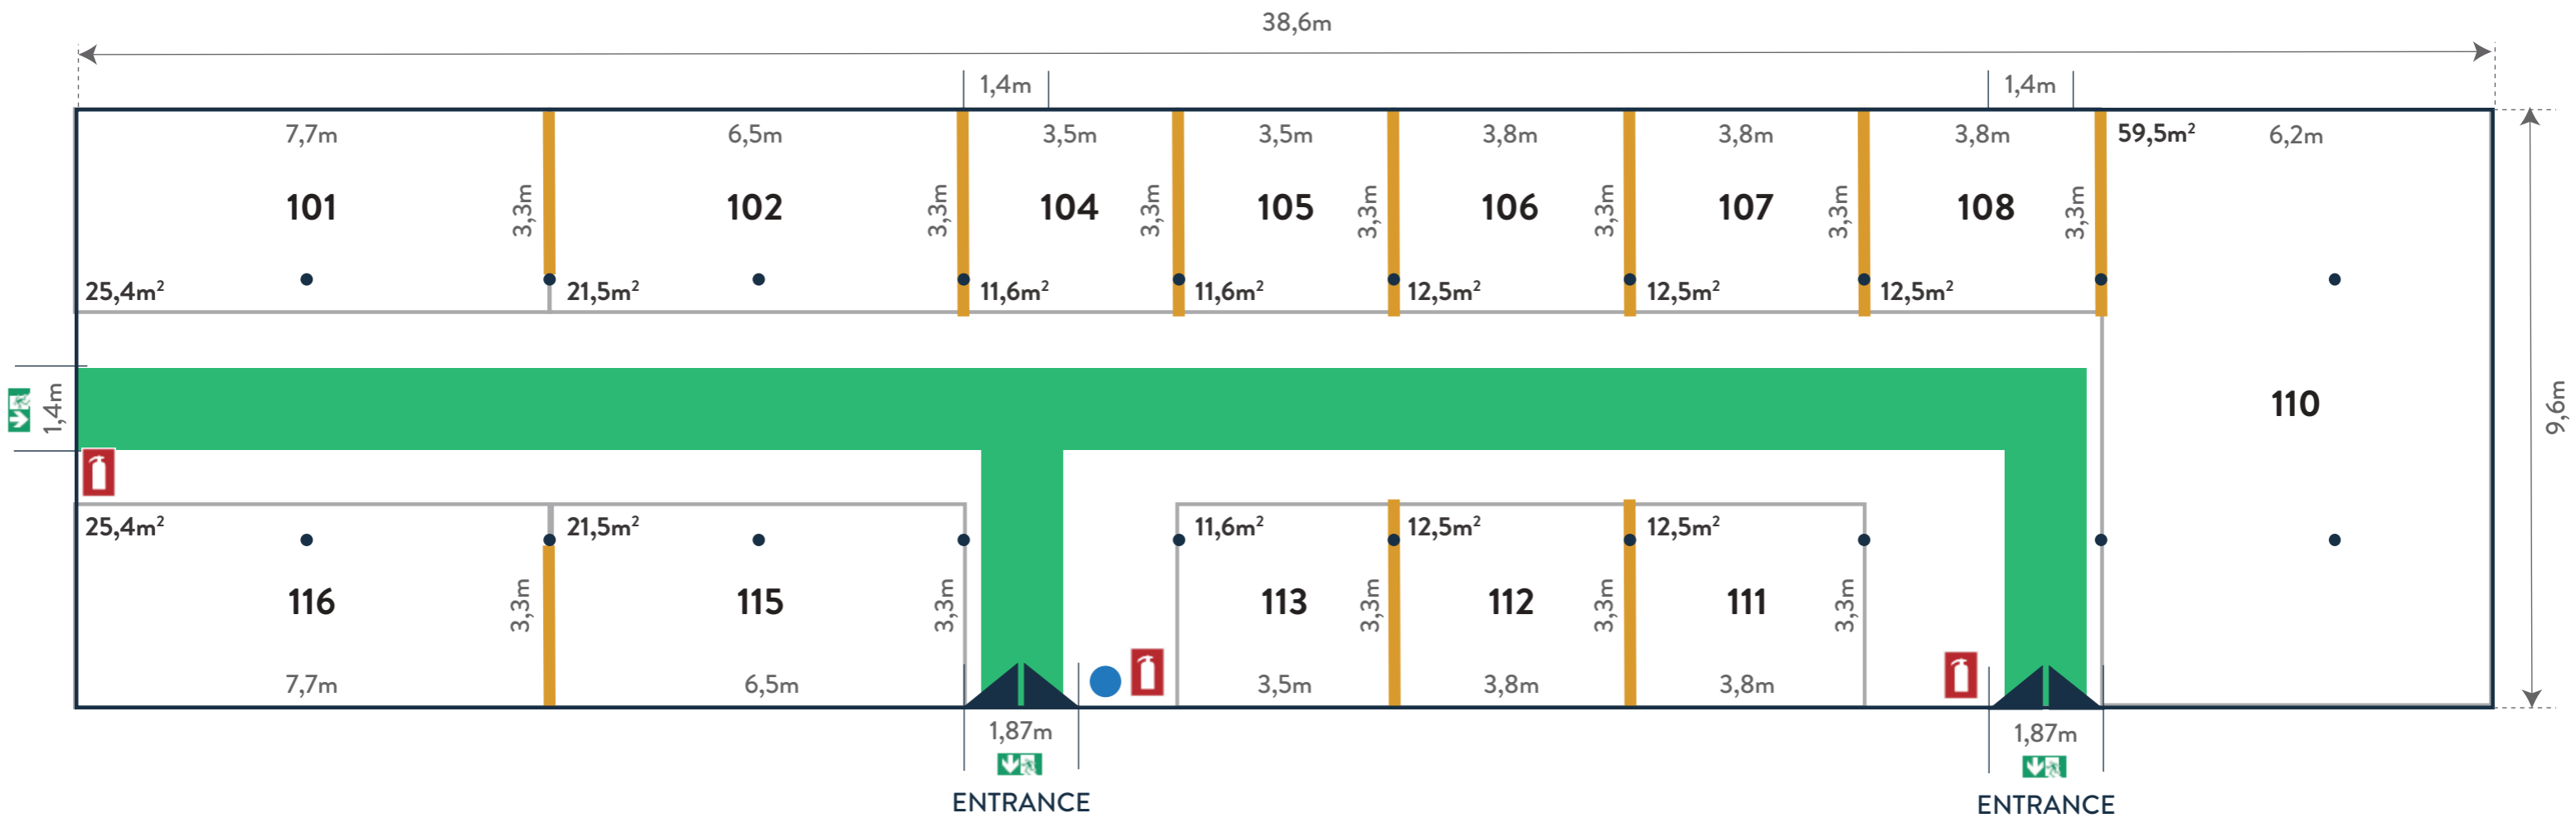 38,6m
1,4m
1,4m
7,7m
6,5m
3,5m
3,5m
3,8m
3,8m
3,8m
59,5m²
6,2m
101
3,3m
102
3,3m
104
3,3m
105
3,3m
106
3,3m
107
3,3m
108
3,3m
25,4m²
21,5m²
11,6m²
11,6m²
12,5m²
12,5m²
12,5m²
1,4m
110
9,6m
25,4m²
21,5m²
11,6m²
12,5m²
12,5m²
116
3,3m
115
3,3m
113
3,3m
112
3,3m
111
3,3m
7,7m
6,5m
3,5m
3,8m
3,8m
1,87m
1,87m
ENTRANCE
ENTRANCE